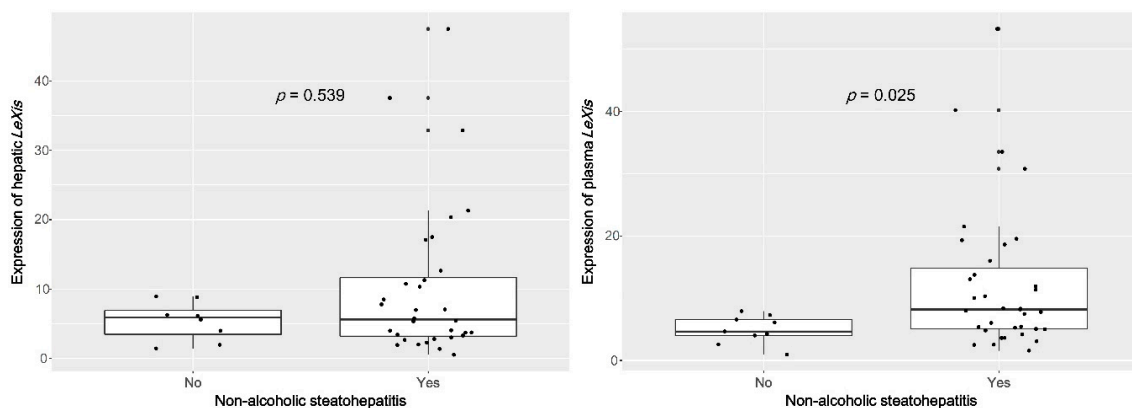 Expression of hepatic LeXis
40
30
20
10
0
p = 0.539
No
Yes
Non-alcoholic steatohepatitis
Expression of plasma LeXis
40
20
0
p = 0.025
No
Yes
Non-alcoholic steatohepatitis